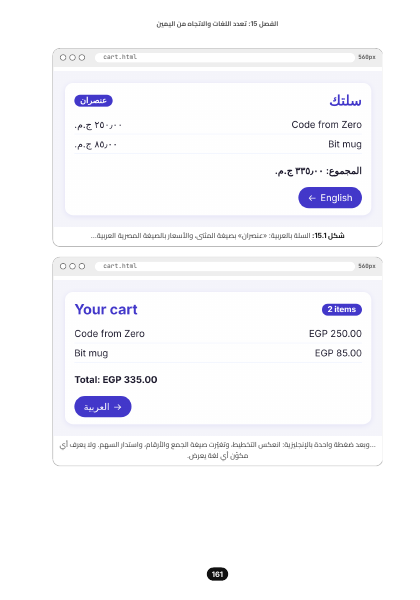 الفصل 15: تعدد اللغات والاتجاه من اليمين
cart.html
560px
سلتك
عنصران
Code from Zero
٢٥٠٫٠٠ ج.م.
Bit mug
٨٥٫٠٠ ج.م.
المجموع: ٣٣٥٫٠٠ ج.م.
← English
شكل 15.1: السلة بالعربية: «عنصران» بصيغة المثنى، والأسعار بالصيغة المصرية العربية...
cart.html
560px
Your cart
2 items
Code from Zero
EGP 250.00
Bit mug
EGP 85.00
Total: EGP 335.00
العربية →
...وبعد ضغطة واحدة بالإنجليزية: انعكس التخطيط، وتغيّرت صيغة الجمع والأرقام، واستدار السهم. ولا يعرف أي
مكوّن أي لغة يعرض.
161